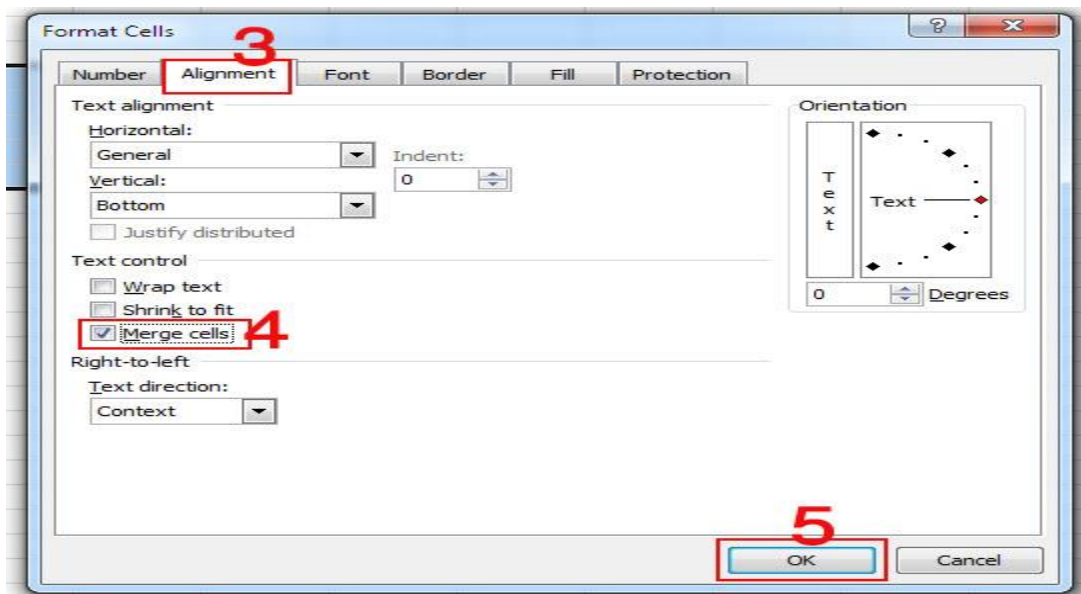 Format Cells
3
Number Alignment Font Border Fill Protection
Text alignment
Horizontal:
General
Indent:
0
Vertical:
Bottom
Justify distributed
Text control
Wrap text
Shrink to fit
Merge cells
4
Right-to-left
Text direction:
Context
Orientation
Text
Text
0 Degrees
5
OK Cancel